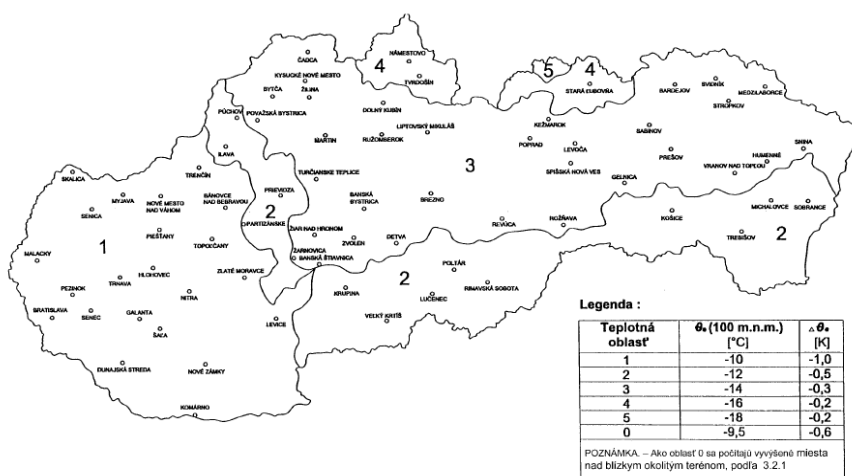 ČADCA
NÁMESTOVO
4
TVRDOŠÍN
KYSUCKÉ NOVÉ MESTO
BYTČA
ŽILINA
5
4
STARÁ ĽUBOVŇA
BARDEJOV
SVIDNÍK
STROPKOV
MEDZILABORCE
PÚCHOV
POVAŽSKÁ BYSTRICA
DOLNÝ KUBÍN
MARTIN
RUŽOMBEROK
LIPTOVSKÝ MIKULÁŠ
KEŽMAROK
POPRAD
LEVOČA
SABINOV
PREŠOV
HUMENNÉ
SNINA
VRANOV NAD TOPĽOU
ILAVA
3
SPIŠSKÁ NOVÁ VES
GELNICA
SKALICA
TRENČÍN
TURČIANSKE TEPLICE
MYJAVA
NOVÉ MESTO
NAD VÁHOM
BÁNOVCE
NAD BEBRAVOU
PRIEVIDZA
2
BANSKÁ
BYSTRICA
BREZNO
SENICA
PARTIZÁNSKE
REVÚCA
ROŽŇAVA
KOŠICE
MICHALOVCE
SOBRANCE
TREBIŠOV
2
1
PIEŠŤANY
TOPOĽČANY
ŽIAR NAD HRONOM
ZVOLEN
DETVA
MALACKY
ŽARNOVICA
BANSKÁ ŠTIAVNICA
HLOHOVEC
TRNAVA
ZLATÉ MORAVCE
2
POLTÁR
PEZINOK
NITRA
KRUPINA
LUČENEC
RIMAVSKÁ SOBOTA
BRATISLAVA
SENEC
GALANTA
ŠAĽA
LEVICE
VEĽKÝ KRTÍŠ
DUNAJSKÁ STREDA
NOVÉ ZÁMKY
KOMÁRNO
Legenda :
Teplotná θe (100 m.n.m.) △ θe
oblasť [°C] [K]
1 -10 -1,0
2 -12 -0,5
3 -14 -0,3
4 -16 -0,2
5 -18 -0,2
0 -9,5 -0,6
POZNÁMKA. – Ako oblasť 0 sa počítajú vyvýšené miesta
nad blízkym okolitým terénom, podľa 3.2.1